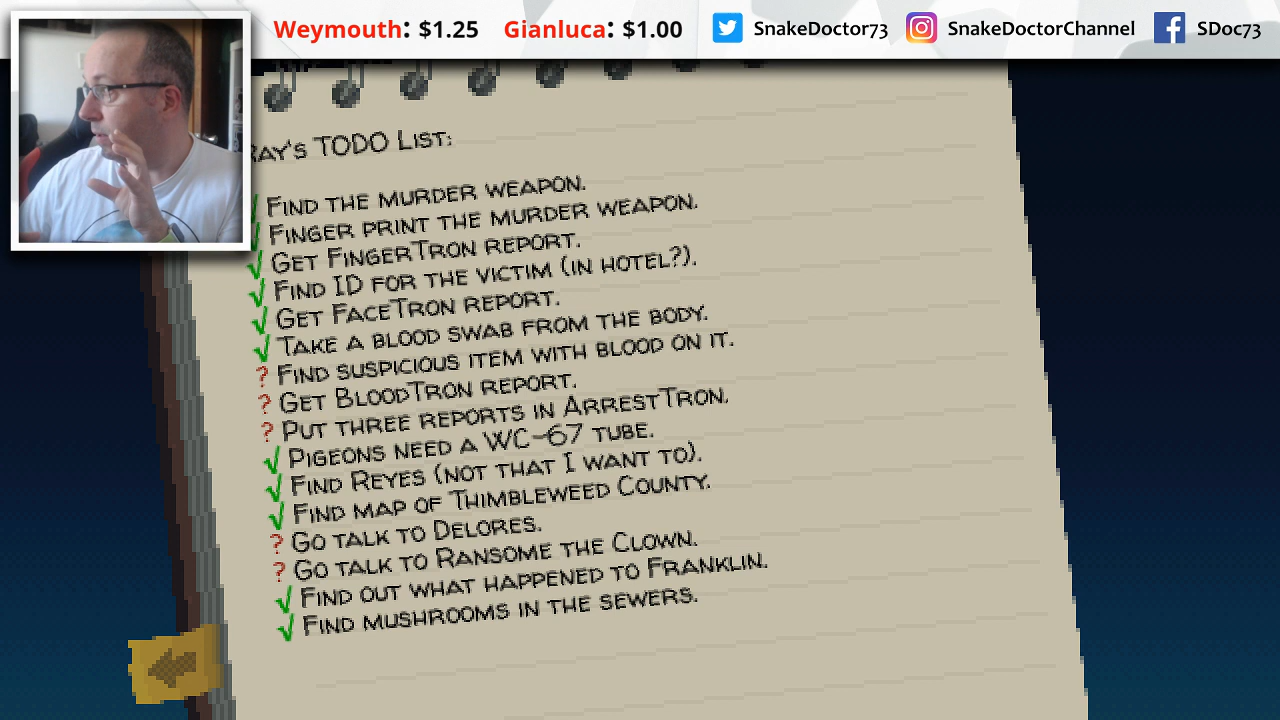 Weymouth: $1.25 Gianluca: $1.00 SnakeDoctor73 SnakeDoctorChannel SDoc73
RAY'S TODO LIST:
√ FIND THE MURDER WEAPON.
√ FINGER PRINT THE MURDER WEAPON.
√ GET FINGERTRON REPORT.
√ FIND ID FOR THE VICTIM (IN HOTEL?).
√ GET FACETRON REPORT.
√ TAKE A BLOOD SWAB FROM THE BODY.
? FIND SUSPICIOUS ITEM WITH BLOOD ON IT.
? GET BLOODTRON REPORT.
? PUT THREE REPORTS IN ARRESTTRON.
√ PIGEONS NEED A WC-67 TUBE.
√ FIND REYES (NOT THAT I WANT TO).
√ FIND MAP OF THIMBLEWEED COUNTY.
? GO TALK TO DELORES.
? GO TALK TO RANSOME THE CLOWN.
√ FIND OUT WHAT HAPPENED TO FRANKLIN.
√ FIND MUSHROOMS IN THE SEWERS.